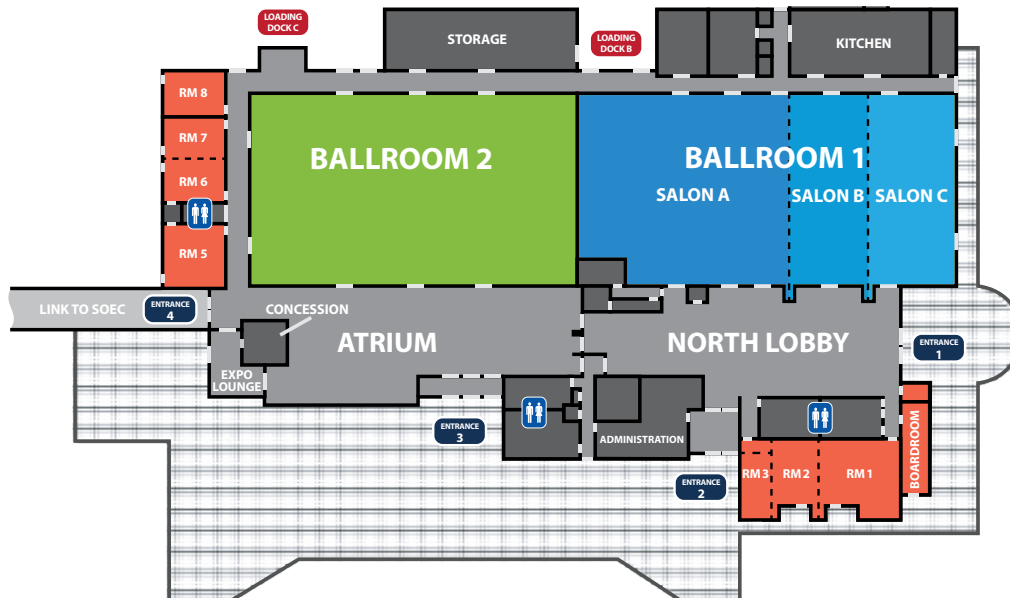 LOADING
DOCK C
STORAGE
LOADING
DOCK B
KITCHEN
RM 8
RM 7
RM 6
RM 5
BALLROOM 2
BALLROOM 1
SALON A
SALON B
SALON C
LINK TO SOEC
ENTRANCE
4
CONCESSION
ATRIUM
NORTH LOBBY
ENTRANCE
1
EXPO
LOUNGE
ENTRANCE
3
ADMINISTRATION
BOARDROOM
RM 3
RM 2
RM 1
ENTRANCE
2